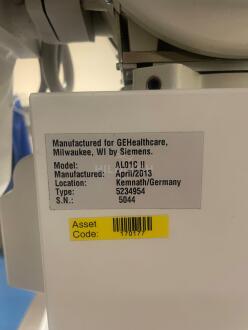 Manufactured for GEHealthcare,
Milwaukee, WI by Siemens.
Model: AL01C II
Manufactured: April/2013
Location: Kemnath/Germany
Type: 5234954
S.N.: 5044
Asset
Code:
170177